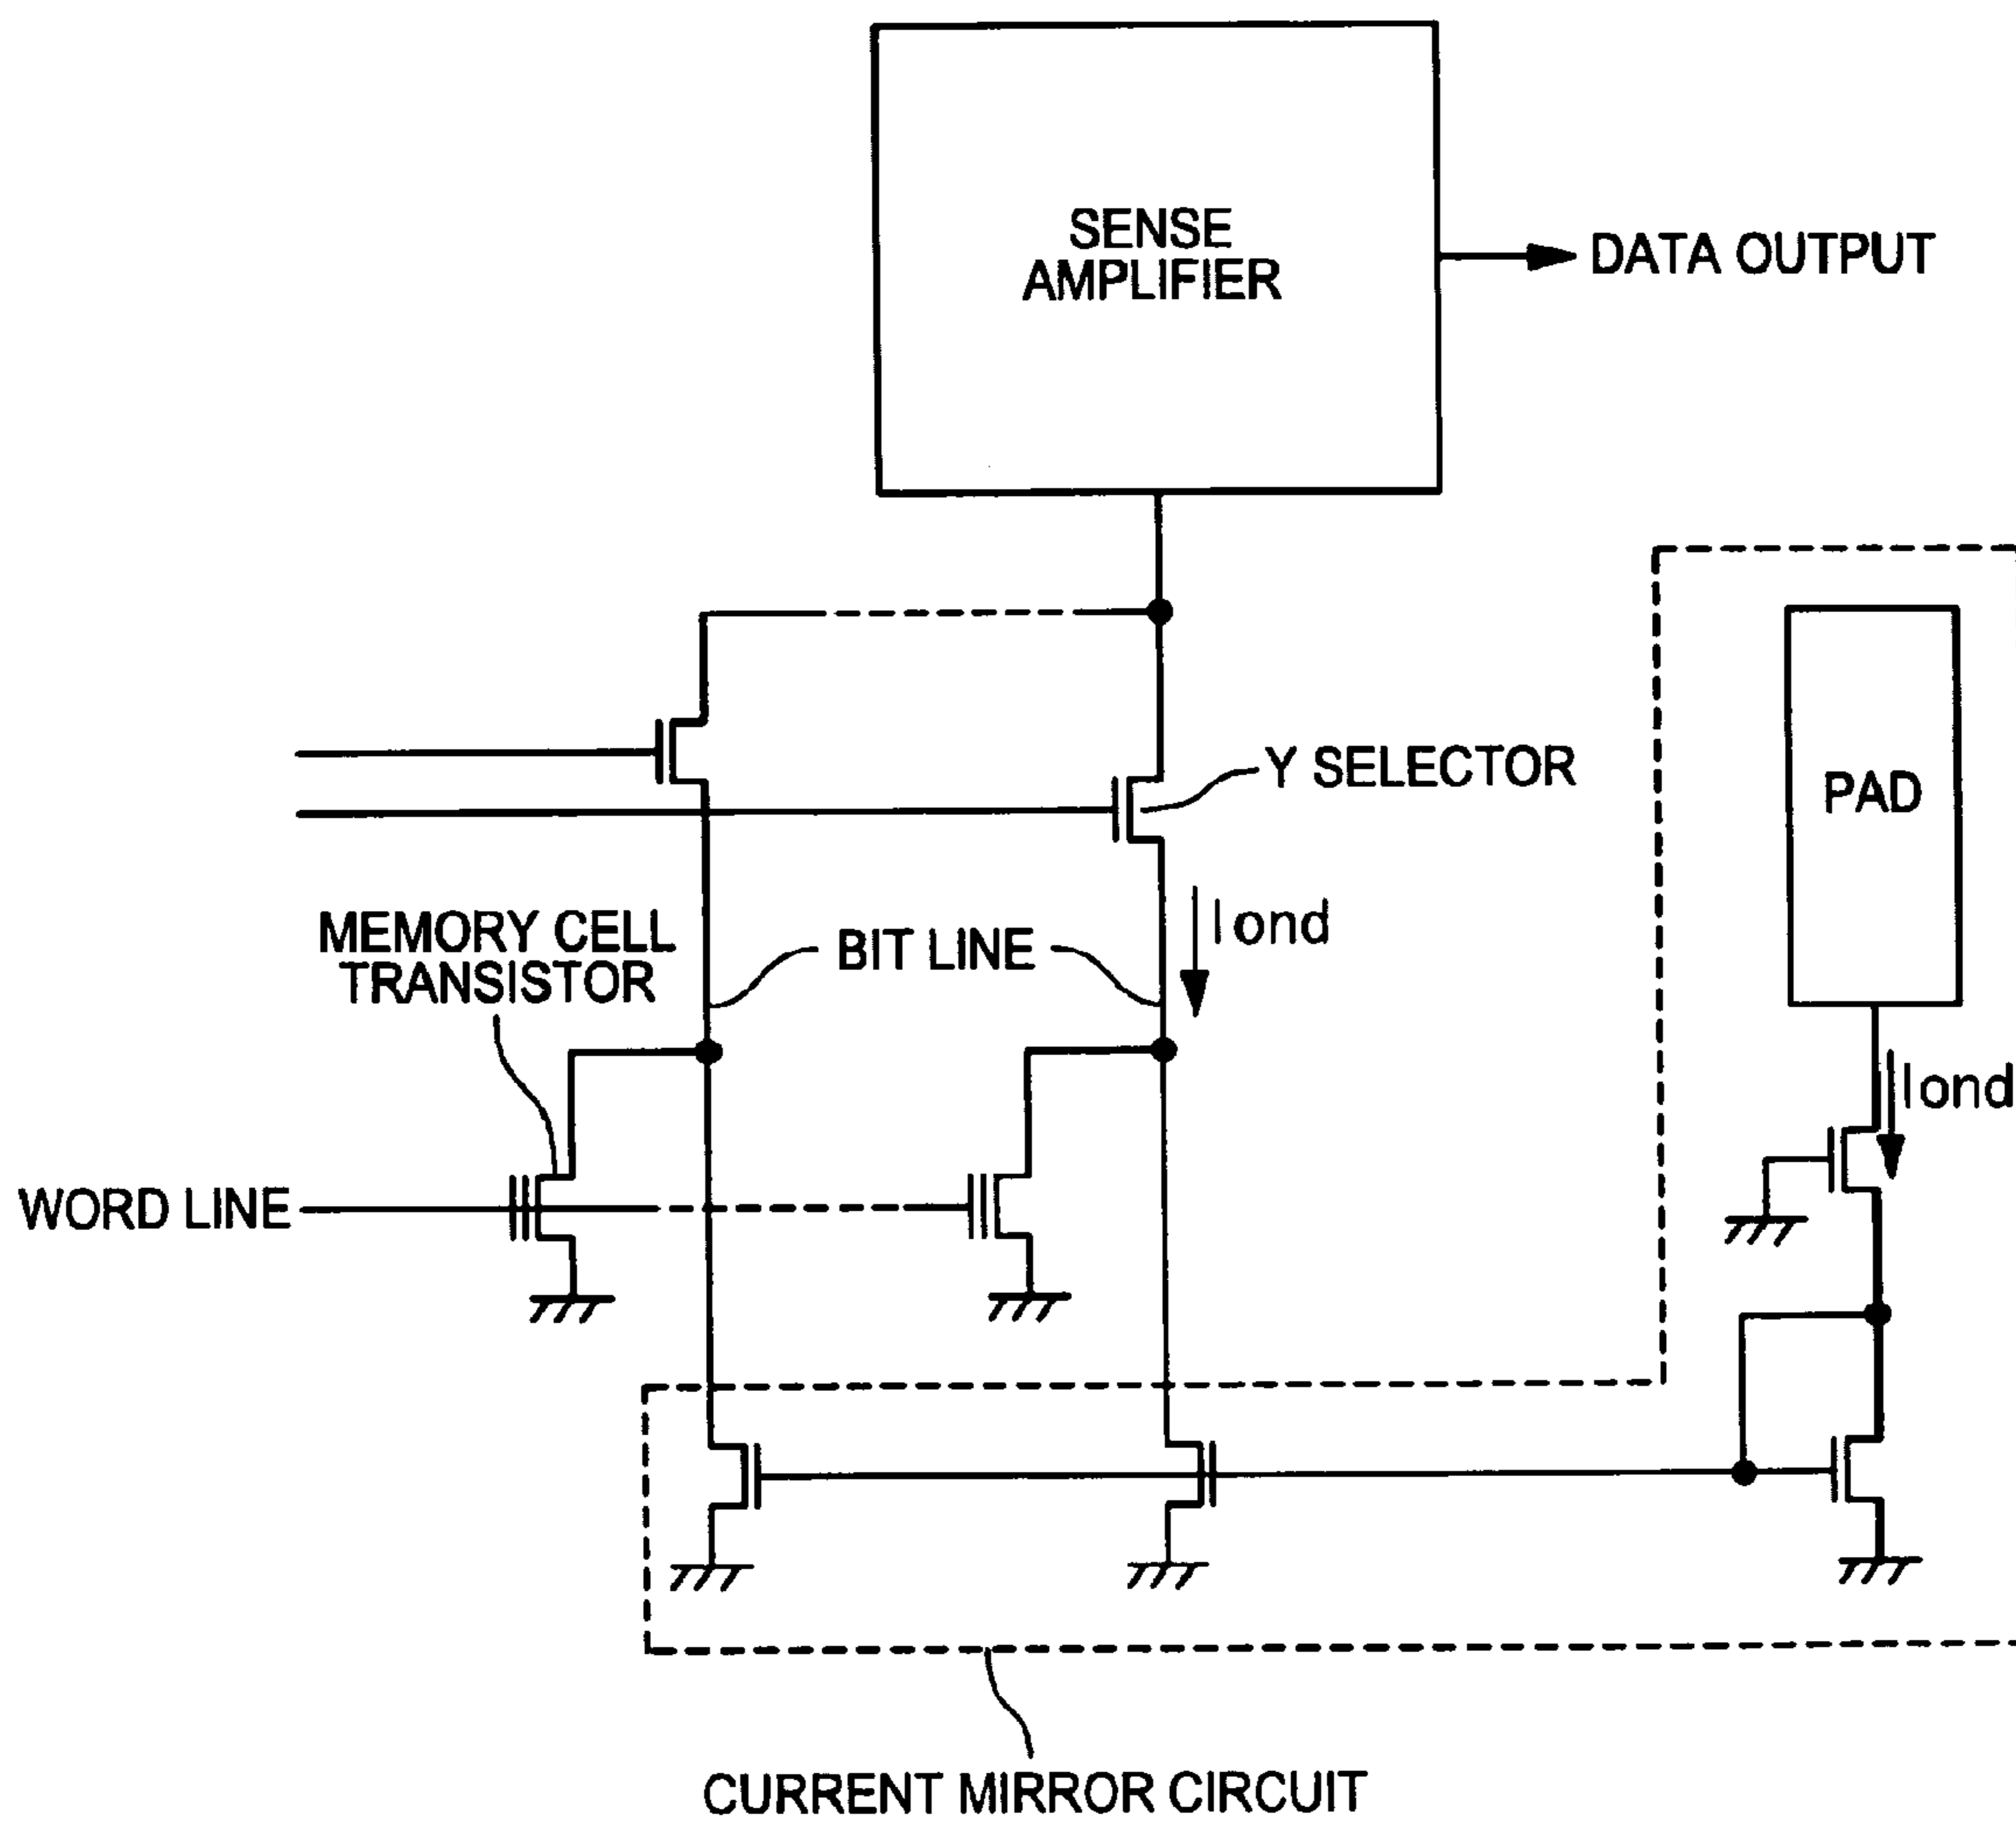 SENSE
AMPLIFIER
DATA OUTPUT
Y SELECTOR
PAD
MEMORY CELL
TRANSISTOR
BIT LINE
Iond
Iond
WORD LINE
CURRENT MIRROR CIRCUIT